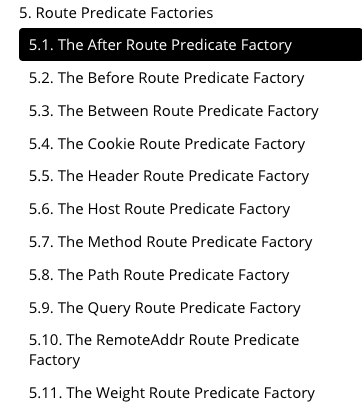 5. Route Predicate Factories
5.1. The After Route Predicate Factory
5.2. The Before Route Predicate Factory
5.3. The Between Route Predicate Factory
5.4. The Cookie Route Predicate Factory
5.5. The Header Route Predicate Factory
5.6. The Host Route Predicate Factory
5.7. The Method Route Predicate Factory
5.8. The Path Route Predicate Factory
5.9. The Query Route Predicate Factory
5.10. The RemoteAddr Route Predicate
Factory
5.11. The Weight Route Predicate Factory